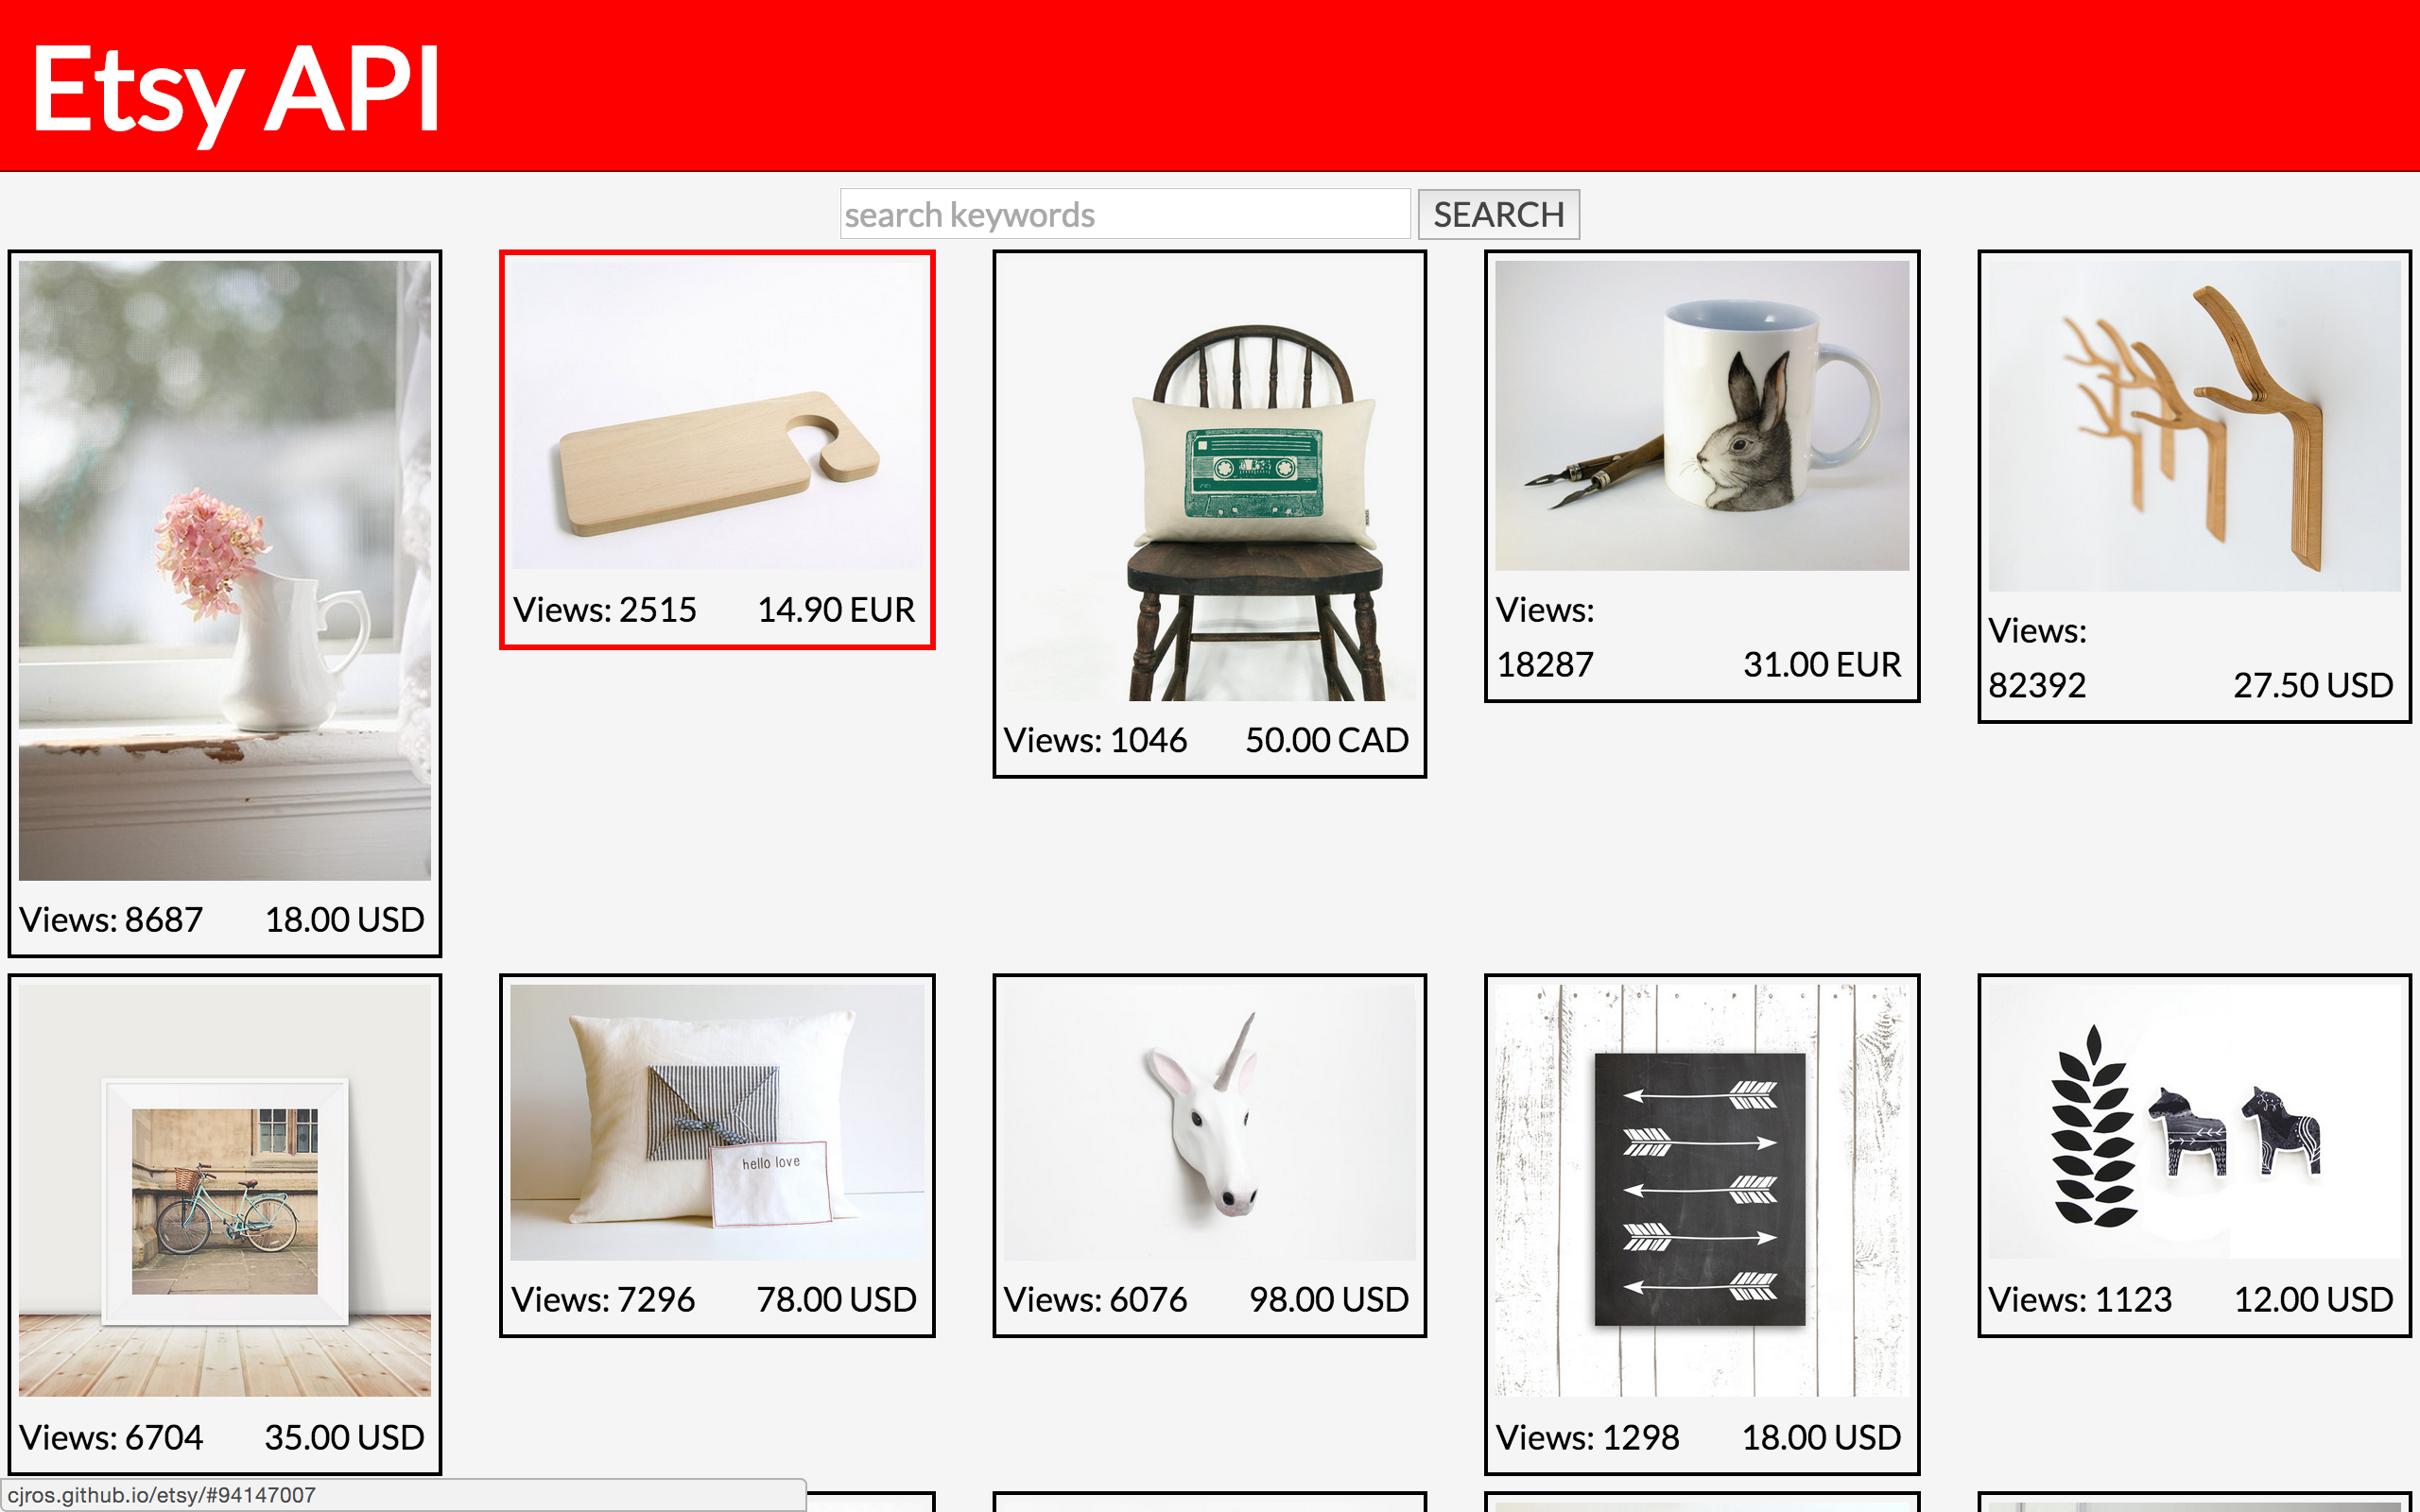 Etsy API
search keywords SEARCH
Views: 8687 18.00 USD
Views: 2515 14.90 EUR
Views: 1046 50.00 CAD
Views:
18287 31.00 EUR
Views:
82392 27.50 USD
Views: 6704 35.00 USD
hello love
Views: 7296 78.00 USD
Views: 6076 98.00 USD
Views: 1298 18.00 USD
Views: 1123 12.00 USD
cjros.github.io/etsy/#94147007